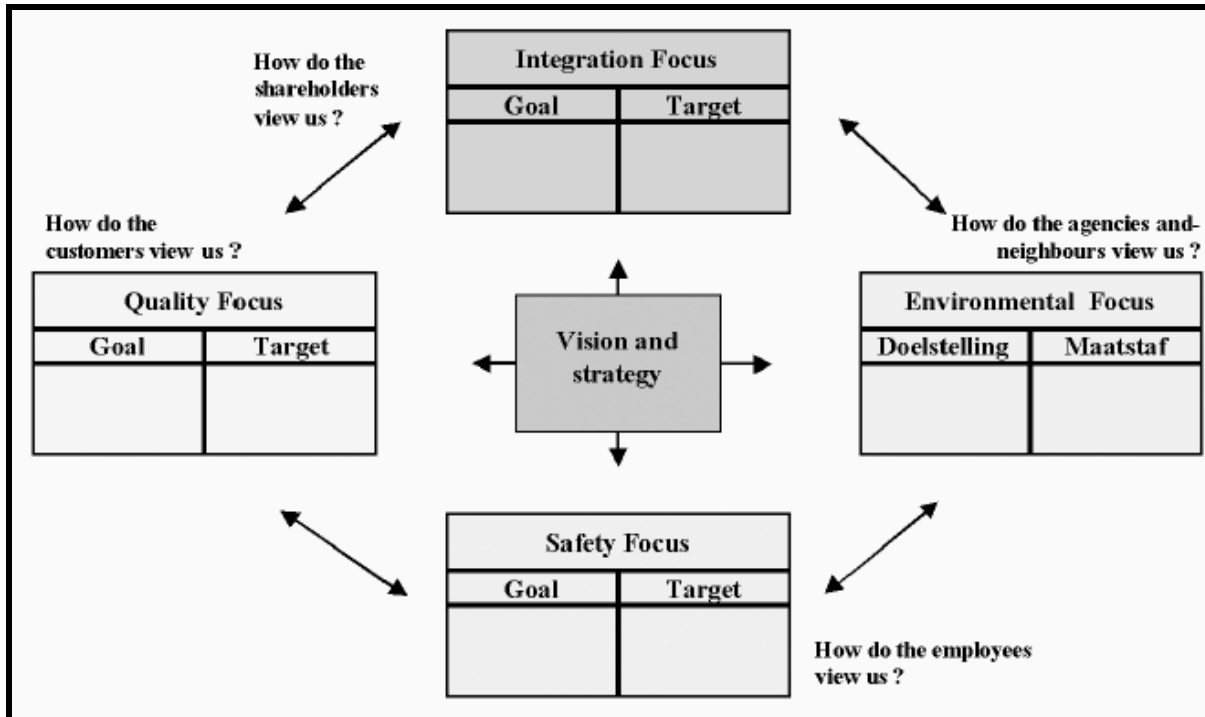 How do the
shareholders
view us ?
Integration Focus
Goal Target
How do the
customers view us ?
Quality Focus
Goal Target
Vision and
strategy
How do the agencies and-
neighbours view us ?
Environmental Focus
Doelstelling Maatstaf
Safety Focus
Goal Target
How do the employees
view us ?